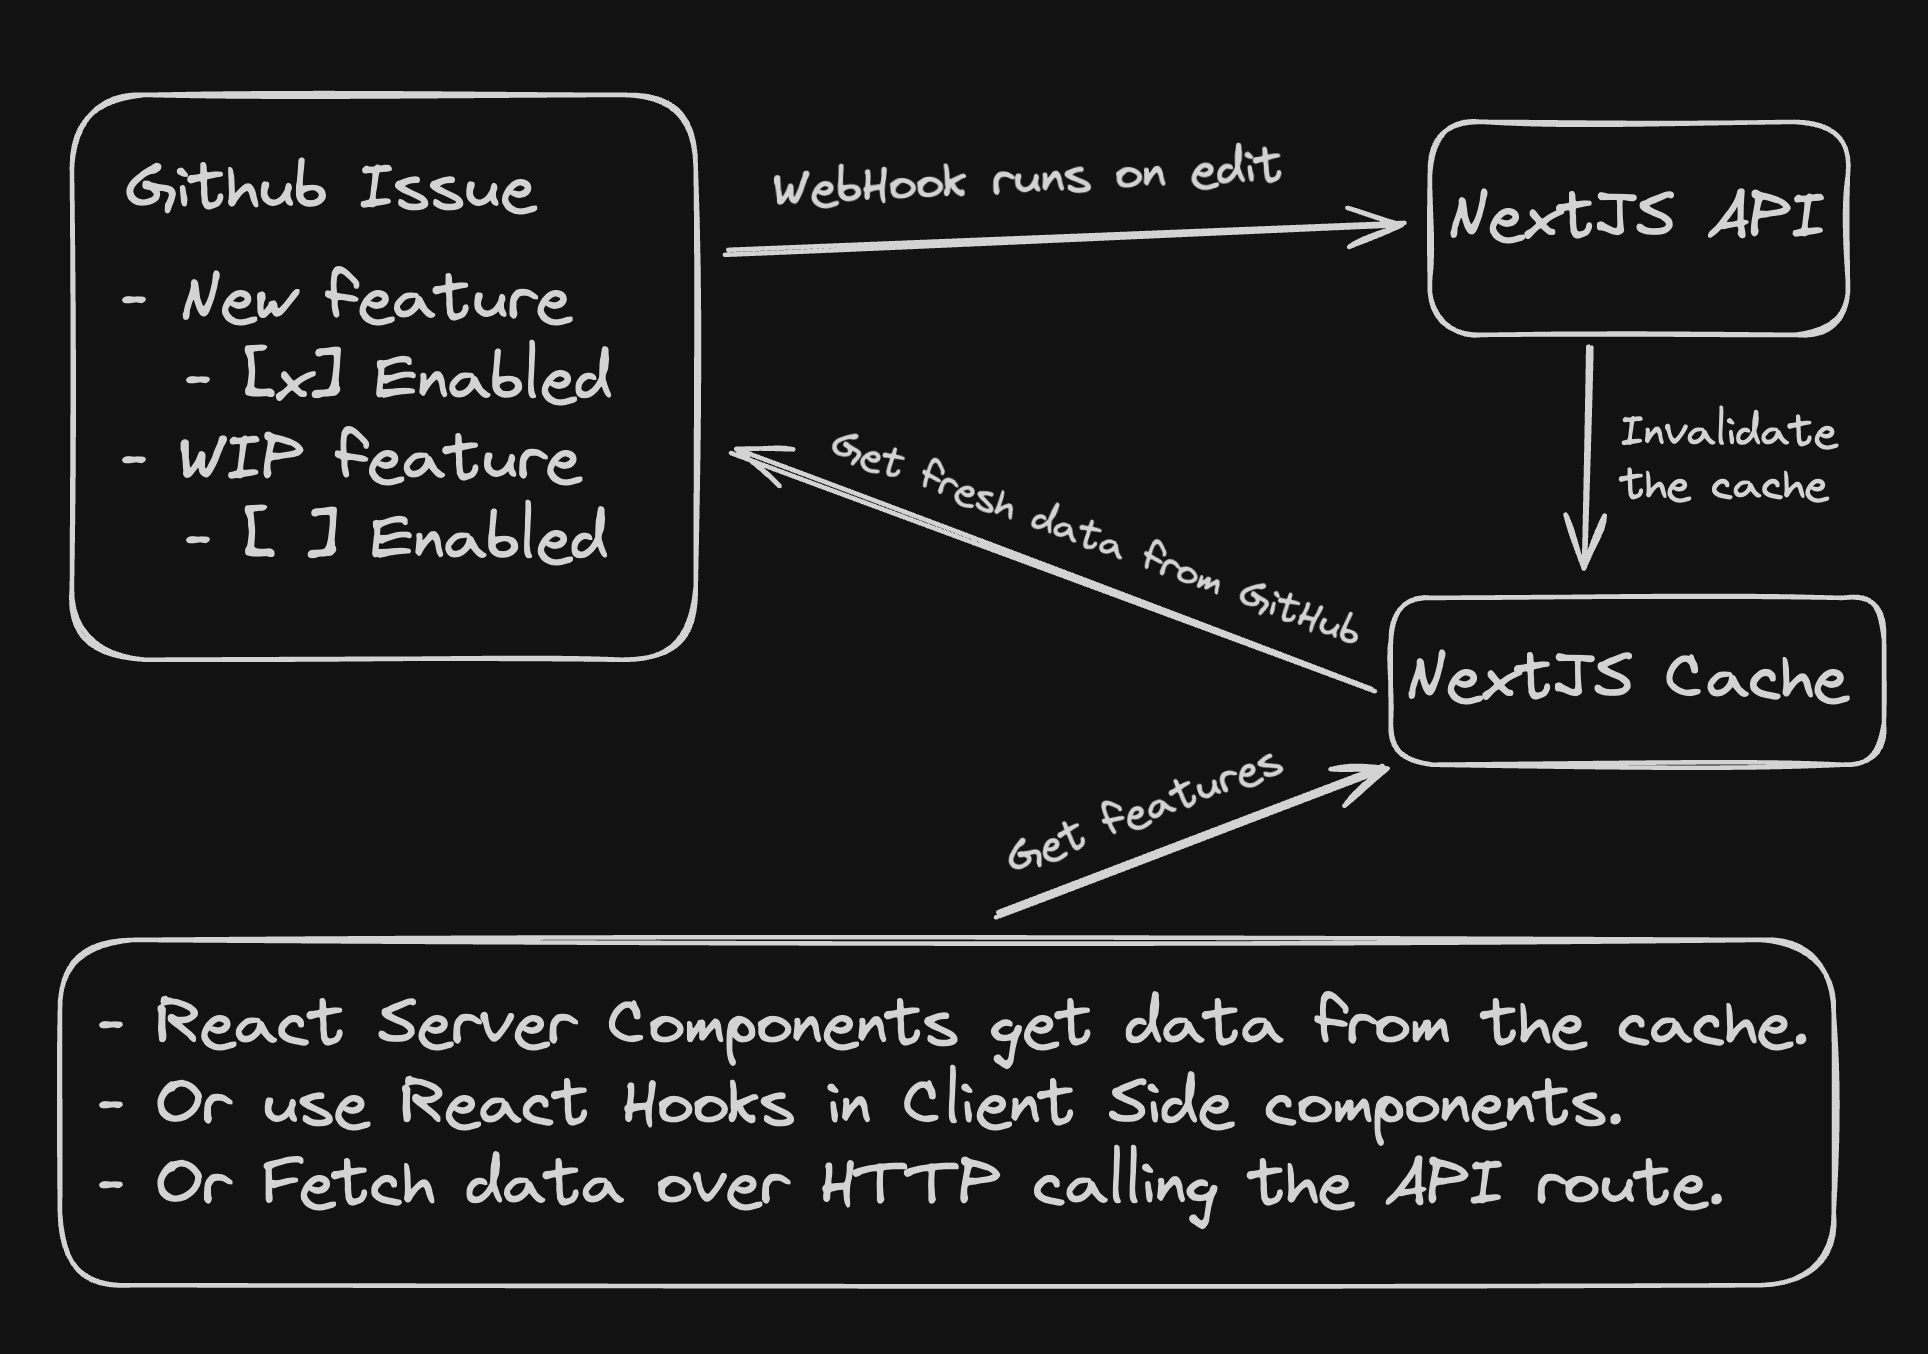 Github Issue
- New feature
- [x] Enabled
- WIP feature
- [ ] Enabled
WebHook runs on edit
NextJS API
Invalidate
the cache
Get fresh data from GitHub
NextJS Cache
Get features
- React Server Components get data from the cache.
- Or use React Hooks in Client Side components.
- Or Fetch data over HTTP calling the API route.